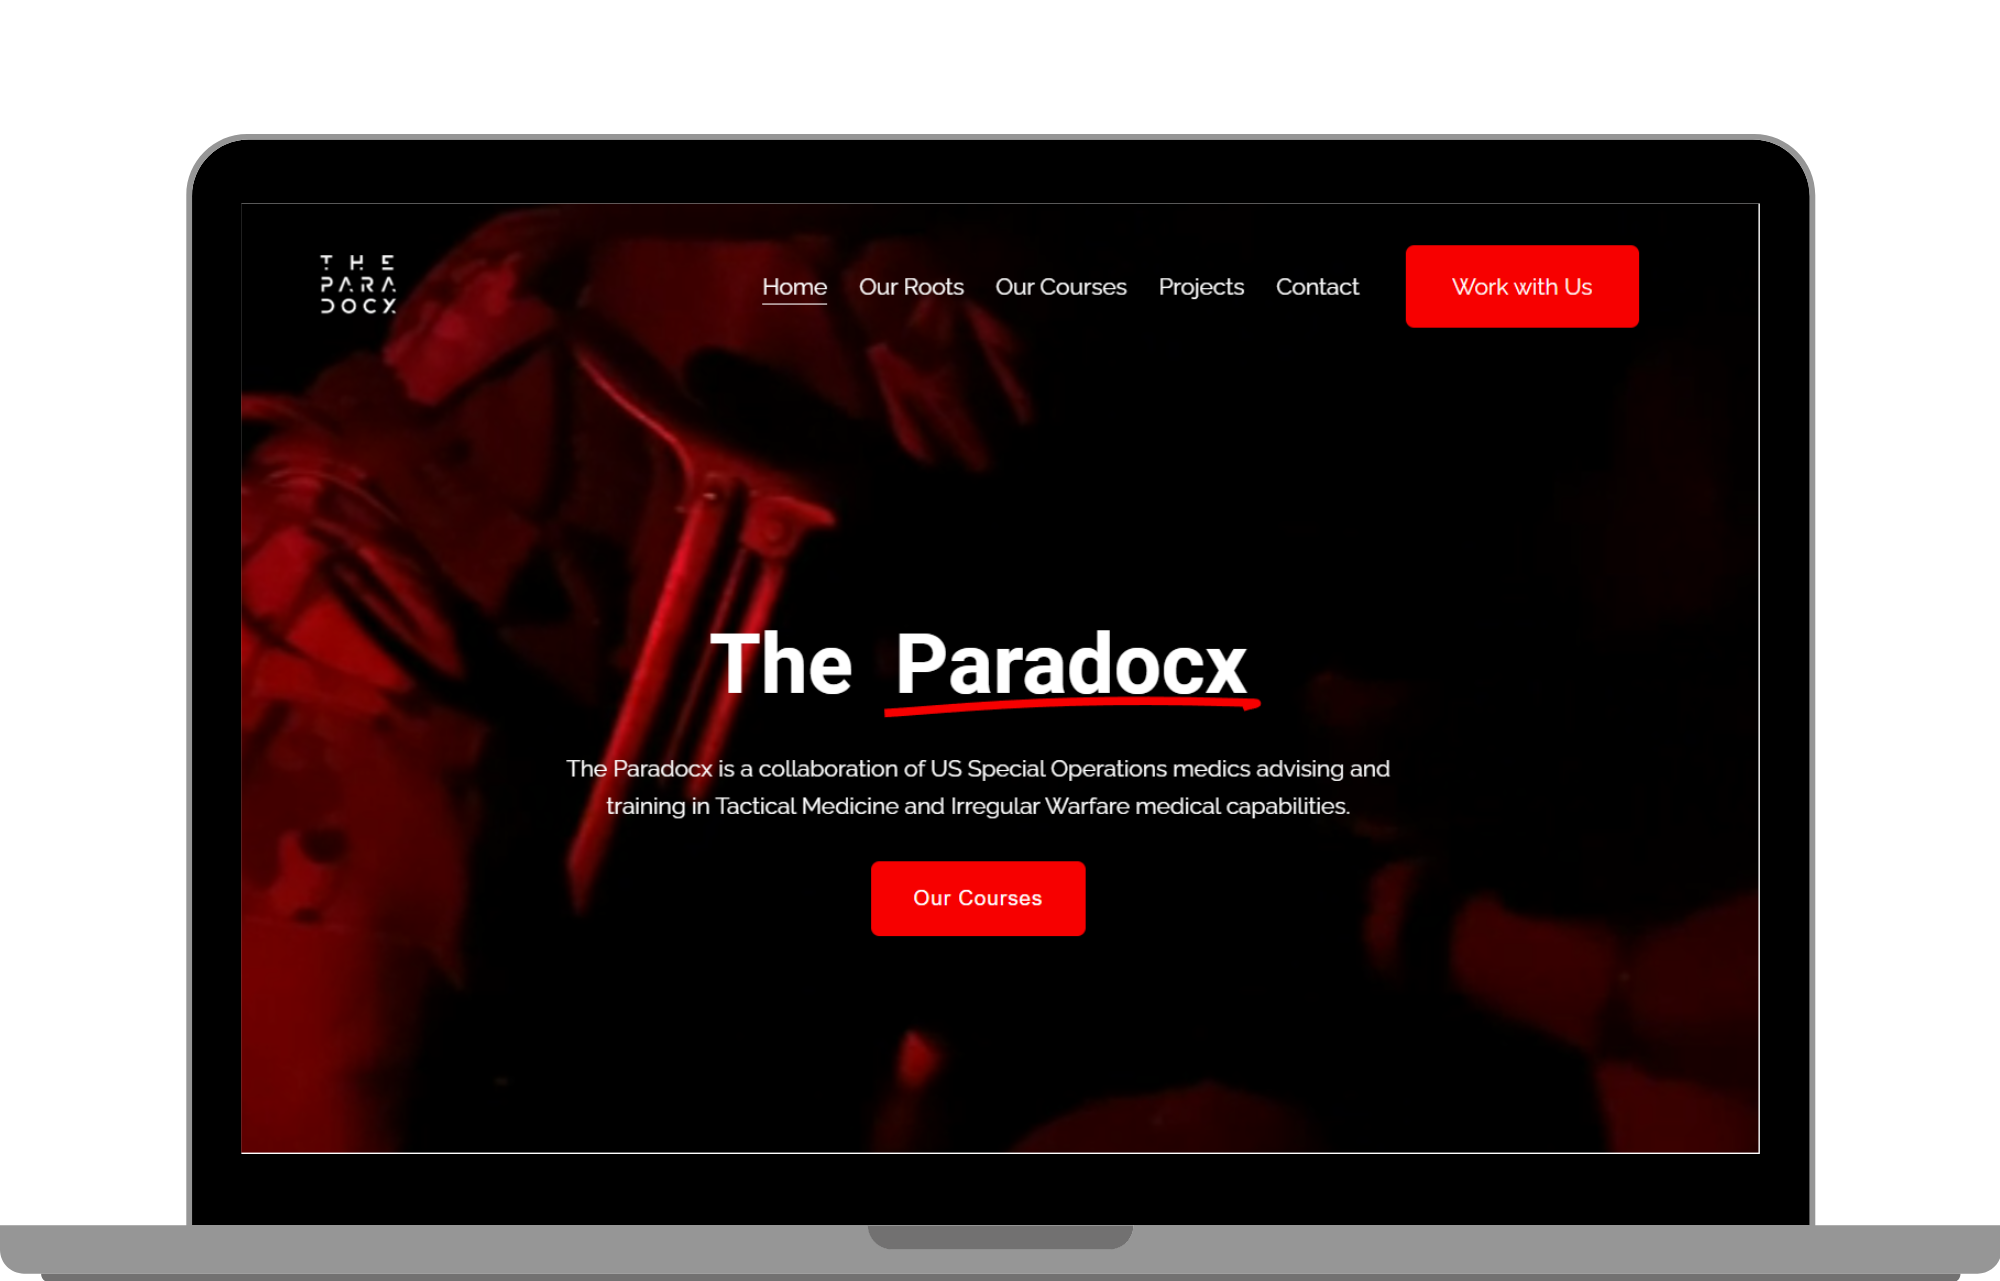 THE
PARA
DOCX
Home Our Roots Our Courses Projects Contact Work with Us
The Paradocx
The Paradocx is a collaboration of US Special Operations medics advising and
training in Tactical Medicine and Irregular Warfare medical capabilities.
Our Courses